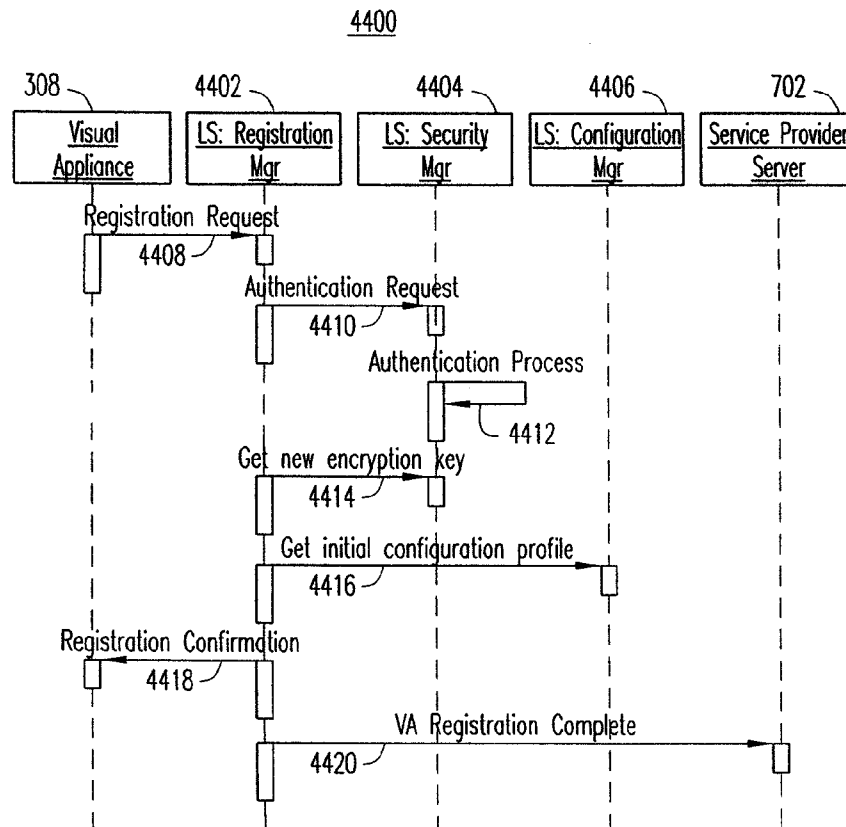 4400
308
4402
4404
4406
702
Visual
Appliance
LS: Registration
Mgr
LS: Security
Mgr
LS: Configuration
Mgr
Service Provider
Server
Registration Request
4408
Authentication Request
4410
Authentication Process
4412
Get new encryption key
4414
Get initial configuration profile
4416
Registration Confirmation
4418
VA Registration Complete
4420